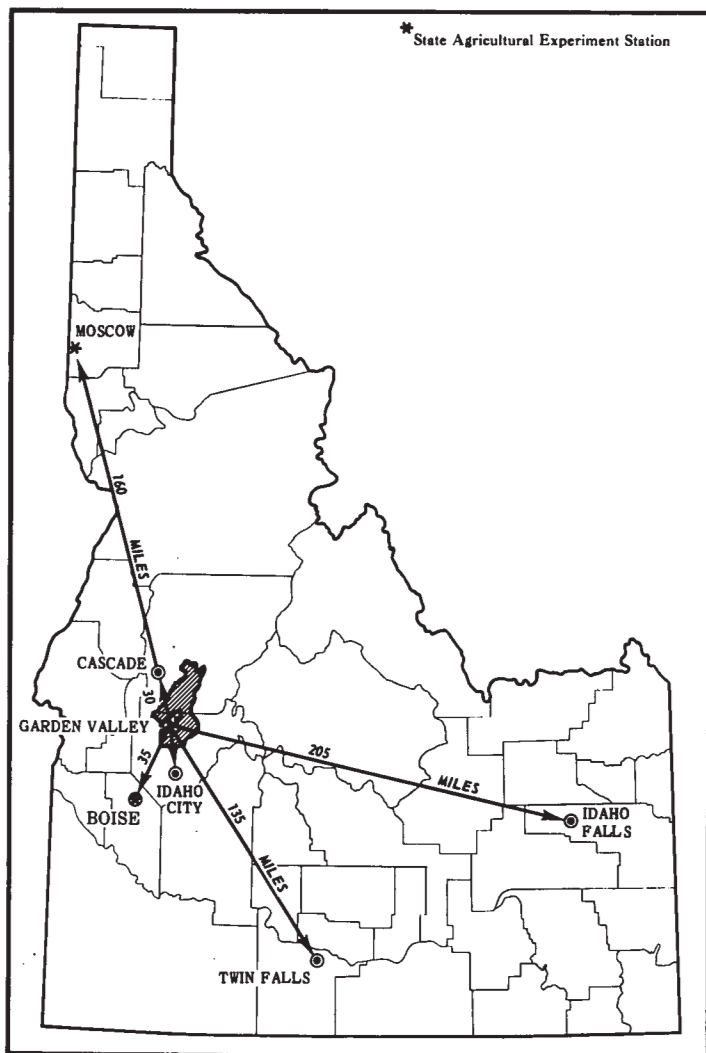 * State Agricultural Experiment Station
MOSCOW
*
160
MILES
CASCADE
30
GARDEN VALLEY
35
205
MILES
IDAHO
CITY
BOISE
135
MILES
IDAHO
FALLS
TWIN FALLS